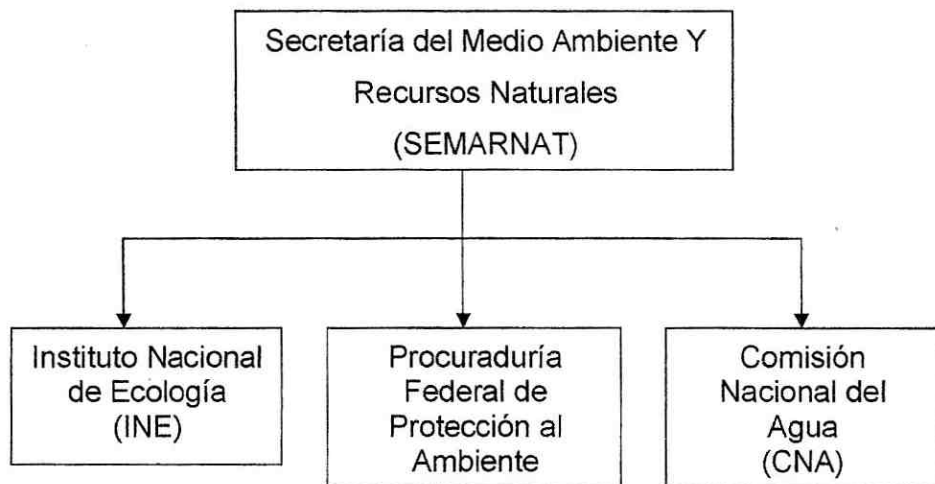 Secretaría del Medio Ambiente Y
Recursos Naturales
(SEMARNAT)
Instituto Nacional
de Ecología
(INE)
Procuraduría
Federal de
Protección al
Ambiente
Comisión
Nacional del
Agua
(CNA)